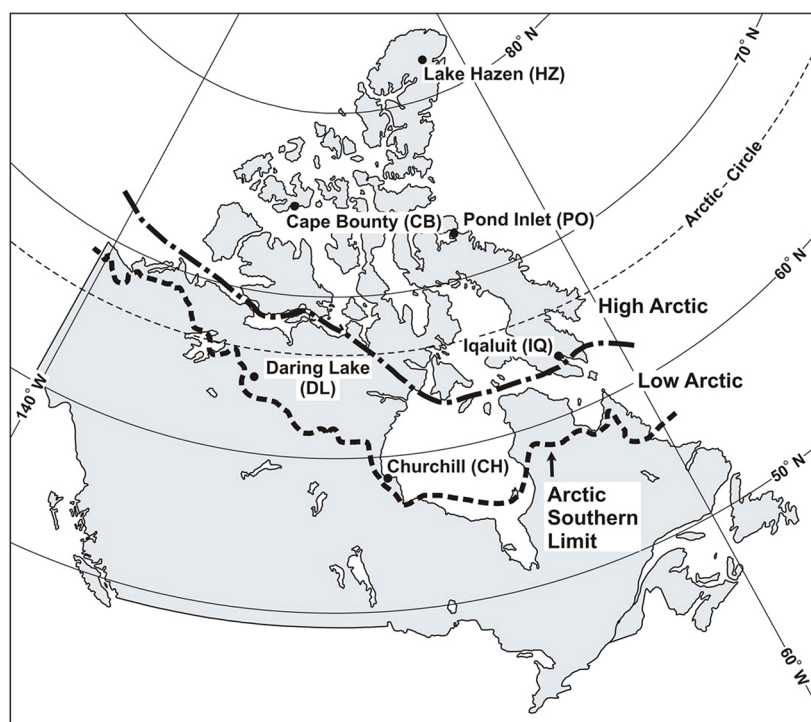 80° N
70° N
Lake Hazen (HZ)
Arctic - Circle
Cape Bounty (CB)
Pond Inlet (PO)
60° N
High Arctic
Iqaluit (IQ)
Daring Lake
(DL)
Low Arctic
140° W
Churchill (CH)
50° N
Arctic
Southern
Limit
60° W